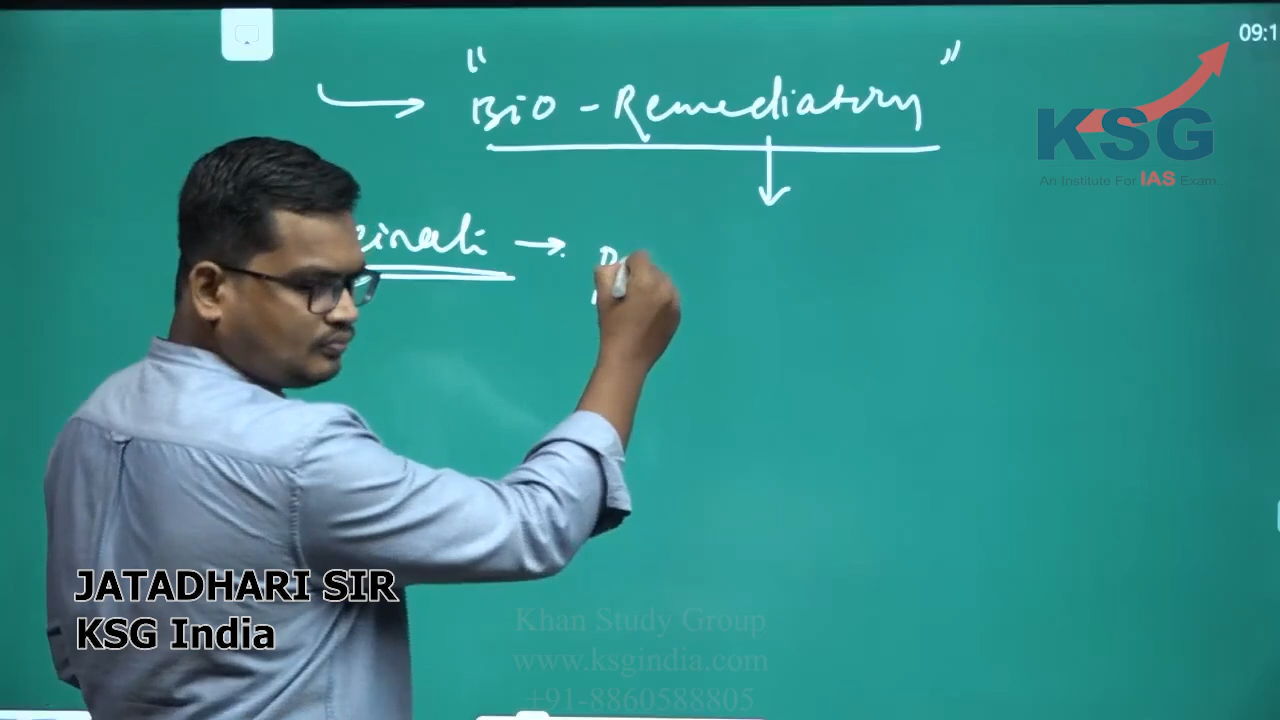 09:1
→ "Bio - Remediatory"
KSG
An Institute For IAS Exam
→
JATADHARI SIR
KSG India
Khan Study Group
www.ksgindia.com
+91-8860588805